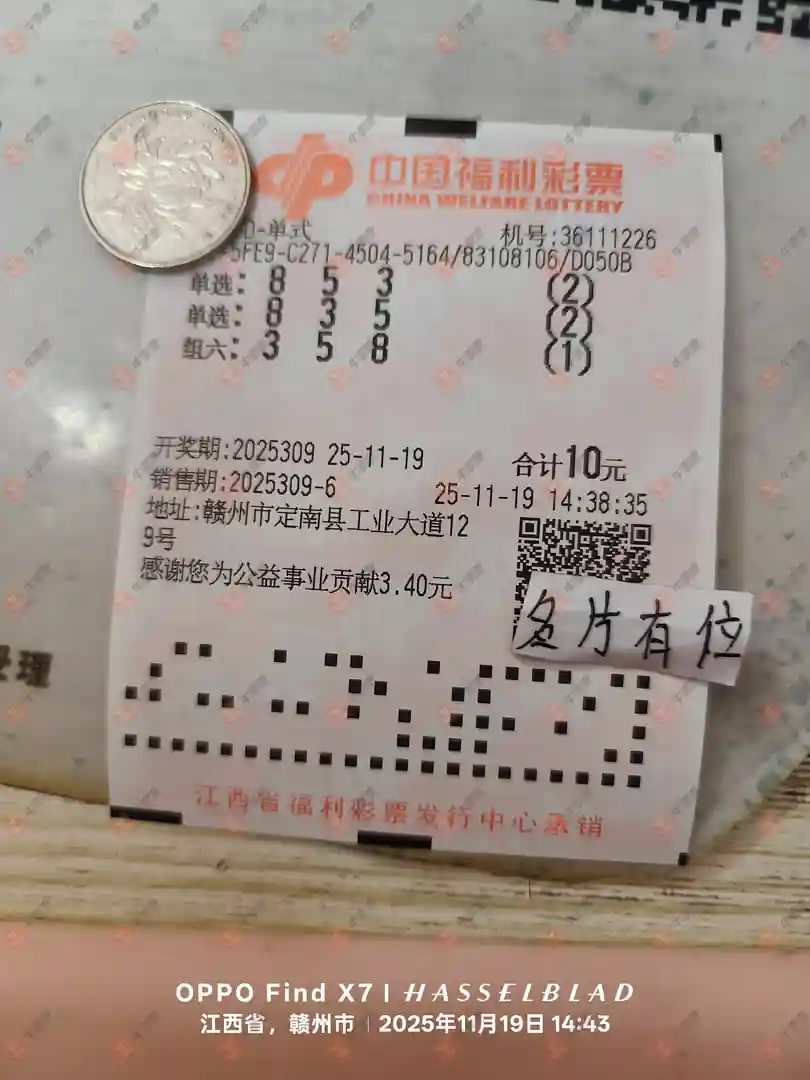 中国福利彩票
CHINA WELFARE LOTTERY
D-单式 机号:36111226
5FE9-C271-4504-5164/83108106/D050B
单选: 8 5 3 (2)
单选: 8 3 5 (2)
组六: 3 5 8 (1)
开奖期:2025309 25-11-19 合计10元
销售期:2025309-6 25-11-19 14:38:35
地址:赣州市定南县工业大道12
9号
感谢您为公益事业贡献3.40元
名片有位
受理
江西省福利彩票发行中心承销
OPPO Find X7 | HASSELBLAD
江西省，赣州市 | 2025年11月19日 14:43